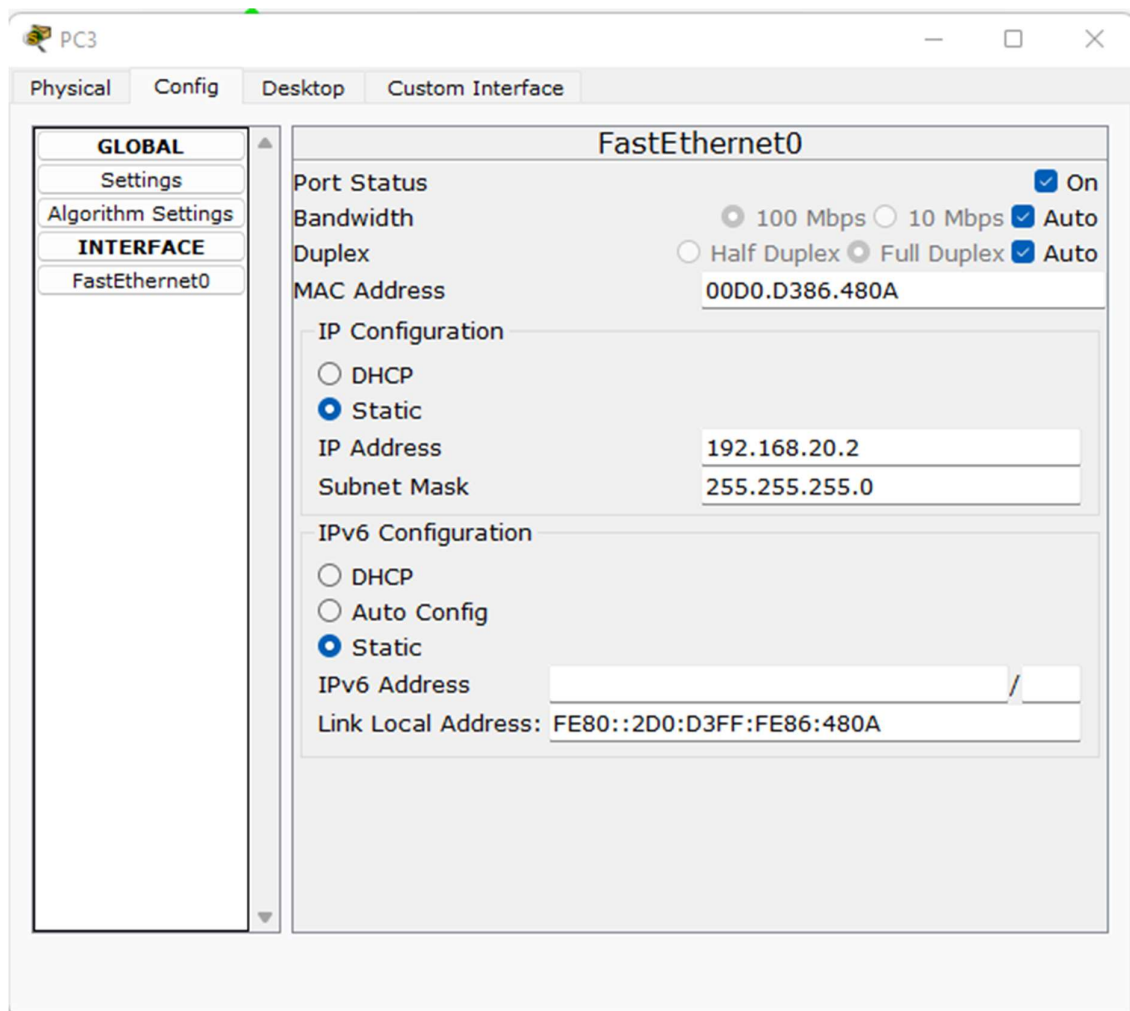 PC3
Physical Config Desktop Custom Interface
GLOBAL
Settings
Algorithm Settings
INTERFACE
FastEthernet0
FastEthernet0
Port Status On
Bandwidth 100 Mbps 10 Mbps Auto
Duplex Half Duplex Full Duplex Auto
MAC Address 00D0.D386.480A
IP Configuration
DHCP
Static
IP Address 192.168.20.2
Subnet Mask 255.255.255.0
IPv6 Configuration
DHCP
Auto Config
Static
IPv6 Address /
Link Local Address: FE80::2D0:D3FF:FE86:480A